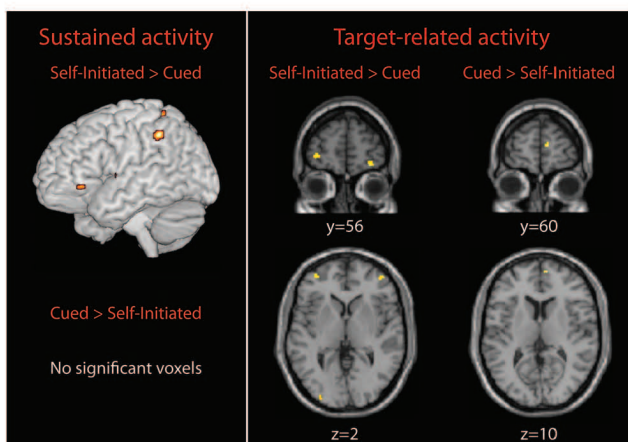 Sustained activity
Self-Initiated > Cued
Cued > Self-Initiated
No significant voxels
Target-related activity
Self-Initiated > Cued
Cued > Self-Initiated
y=56
y=60
z=2
z=10